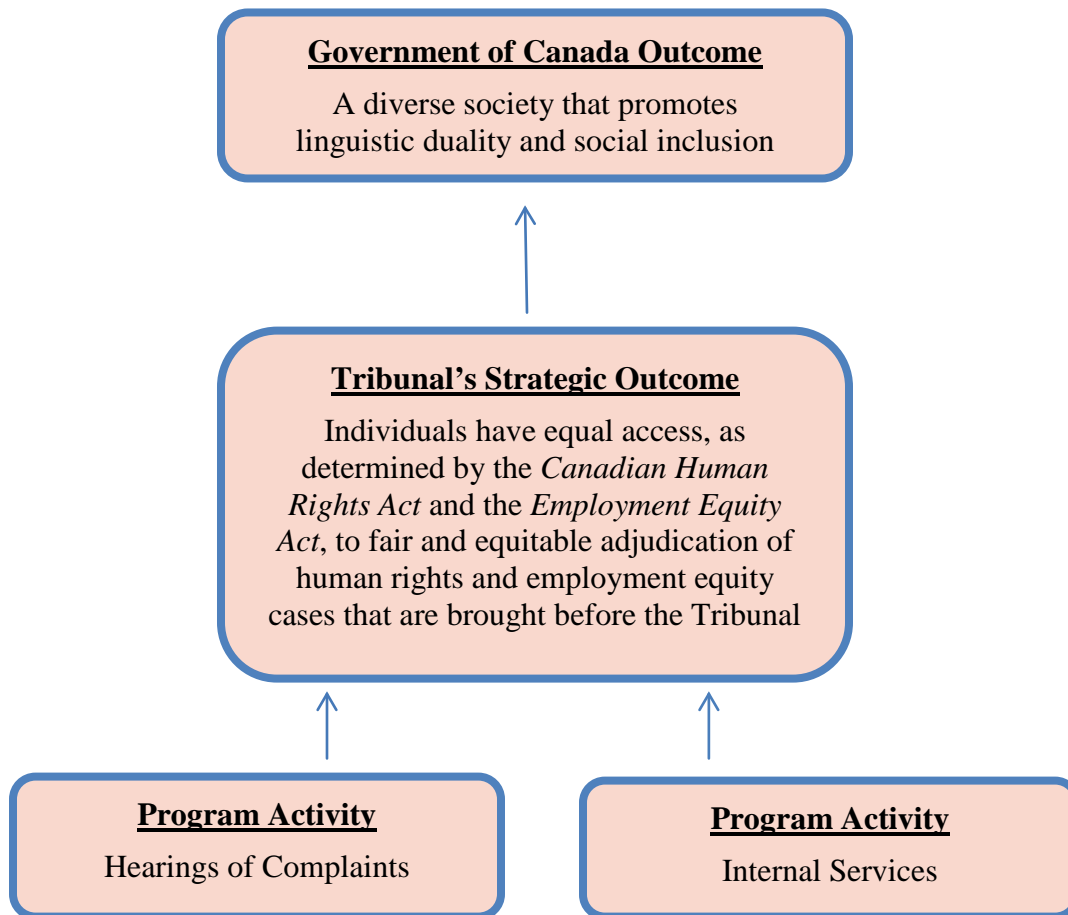 Government of Canada Outcome
A diverse society that promotes
linguistic duality and social inclusion
Tribunal’s Strategic Outcome
Individuals have equal access, as
determined by the Canadian Human
Rights Act and the Employment Equity
Act, to fair and equitable adjudication of
human rights and employment equity
cases that are brought before the Tribunal
Program Activity
Hearings of Complaints
Program Activity
Internal Services